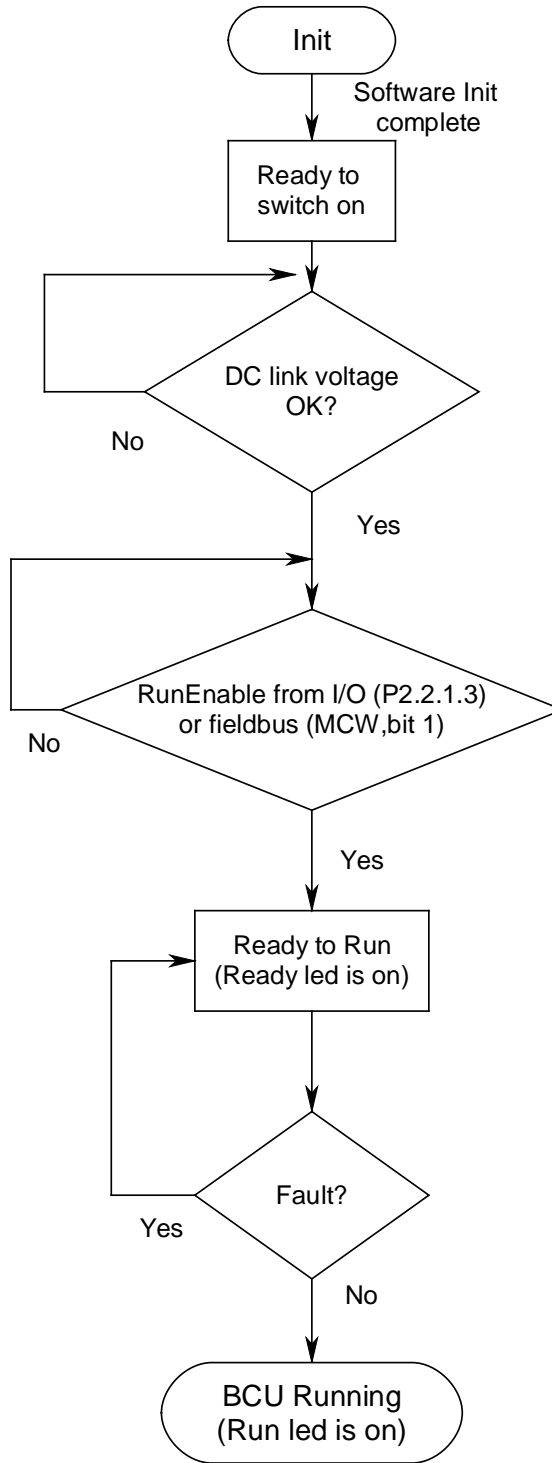 Init
Software Init
complete
Ready to
switch on
DC link voltage
OK?
No
Yes
RunEnable from I/O (P2.2.1.3)
or fieldbus (MCW,bit 1)
No
Yes
Ready to Run
(Ready led is on)
Fault?
Yes
No
BCU Running
(Run led is on)